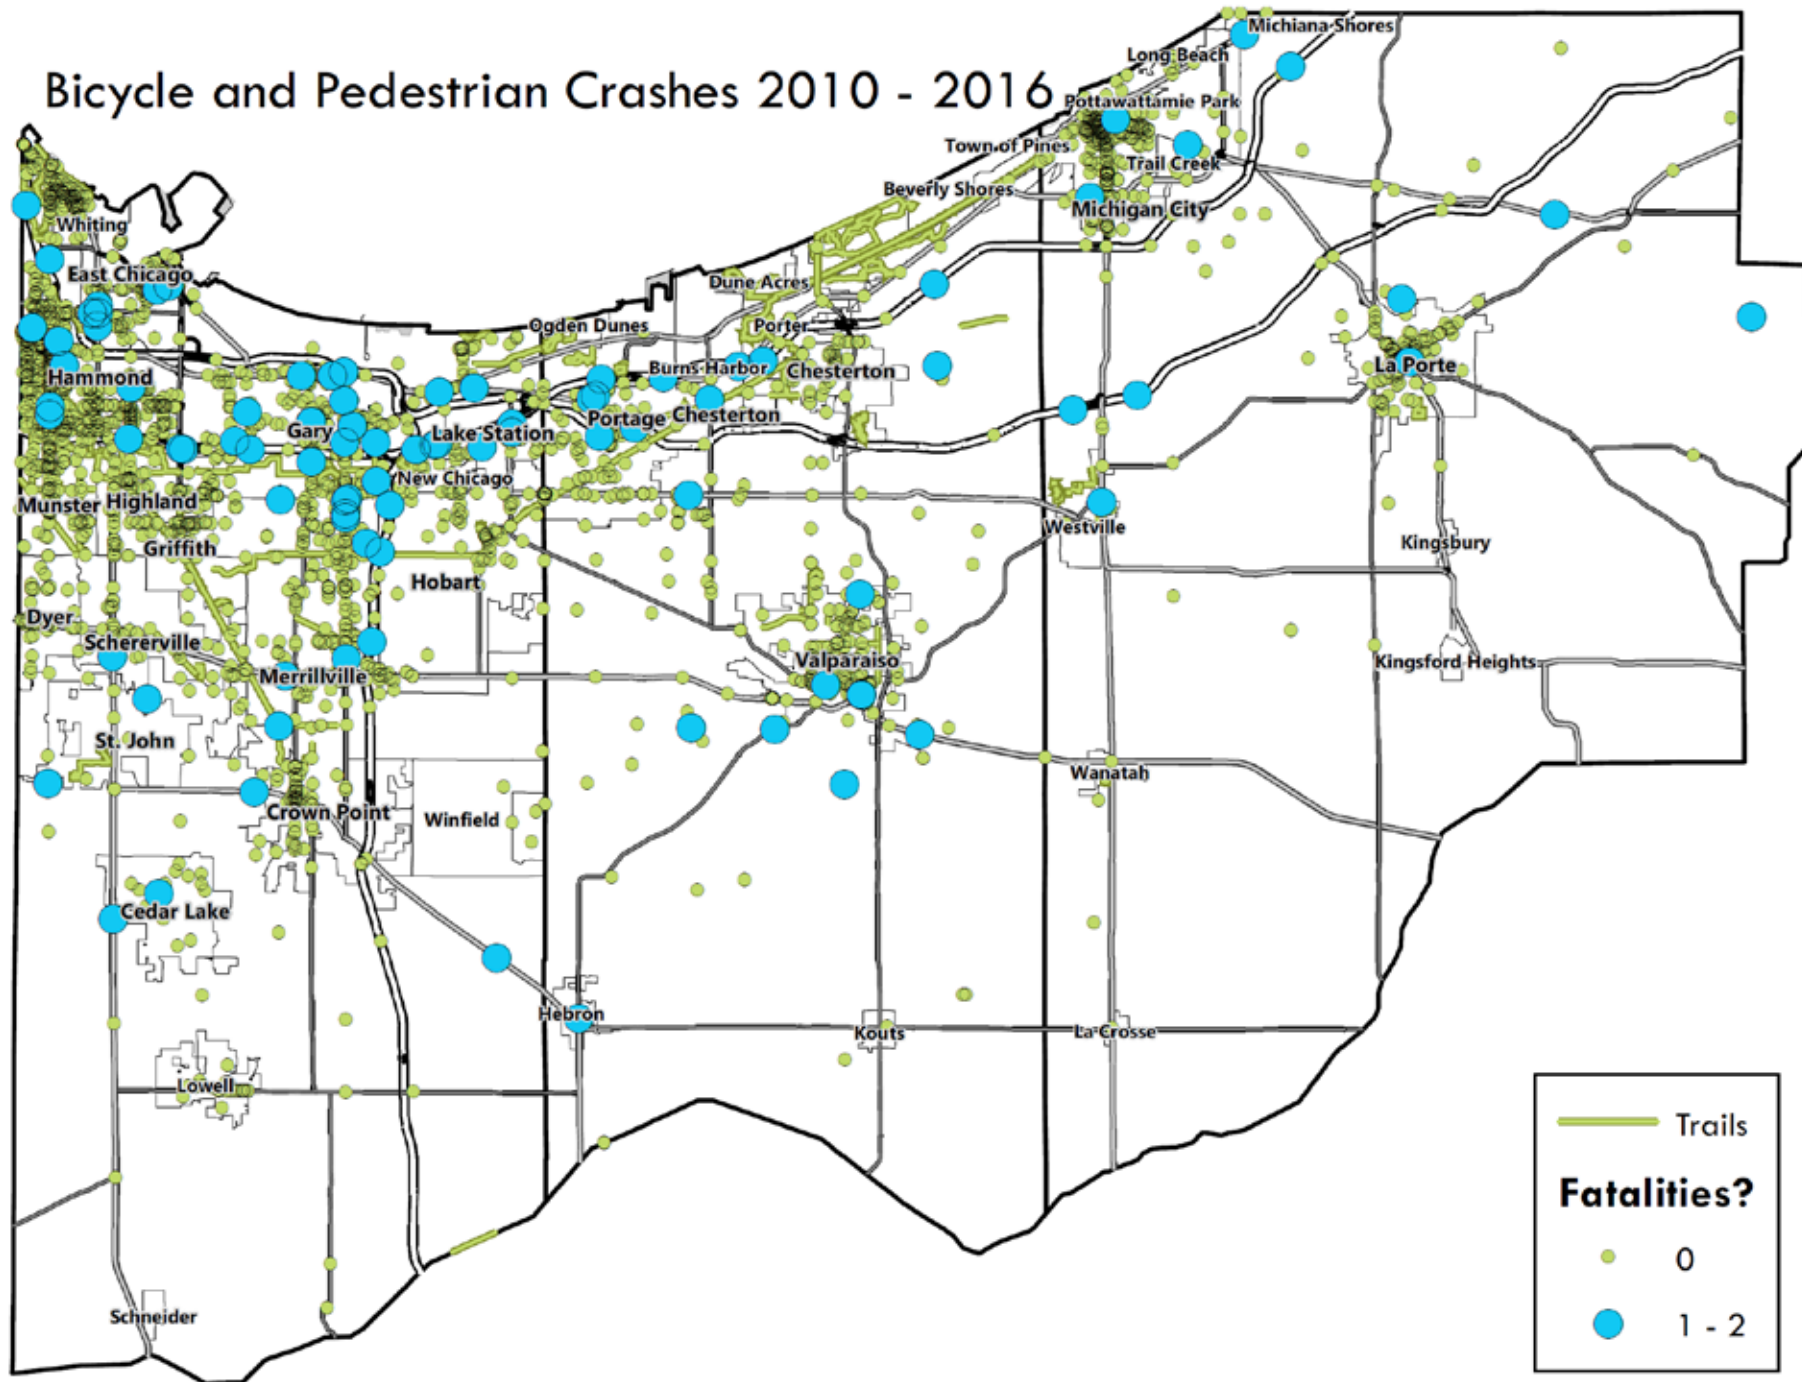 Bicycle and Pedestrian Crashes 2010 - 2016
Michiana Shores
Long Beach
Pottawattamie Park
Town of Pines
Trail Creek
Beverly Shores
Michigan City
Whiting
East Chicago
Dune Acres
Ogden Dunes
Porter
Hammond
Burns Harbor
Chesterton
La Porte
Gary
Lake Station
Portage
Chesterton
New Chicago
Munster
Highland
Westville
Griffith
Kingsbury
Hobart
Dyer
Schererville
Merrillville
Valparaiso
Kingsford Heights
St. John
Wanatah
Crown Point
Winfield
Cedar Lake
Hebron
Kouts
La Crosse
Lowell
Schneider
Trails
Fatalities?
0
1 - 2